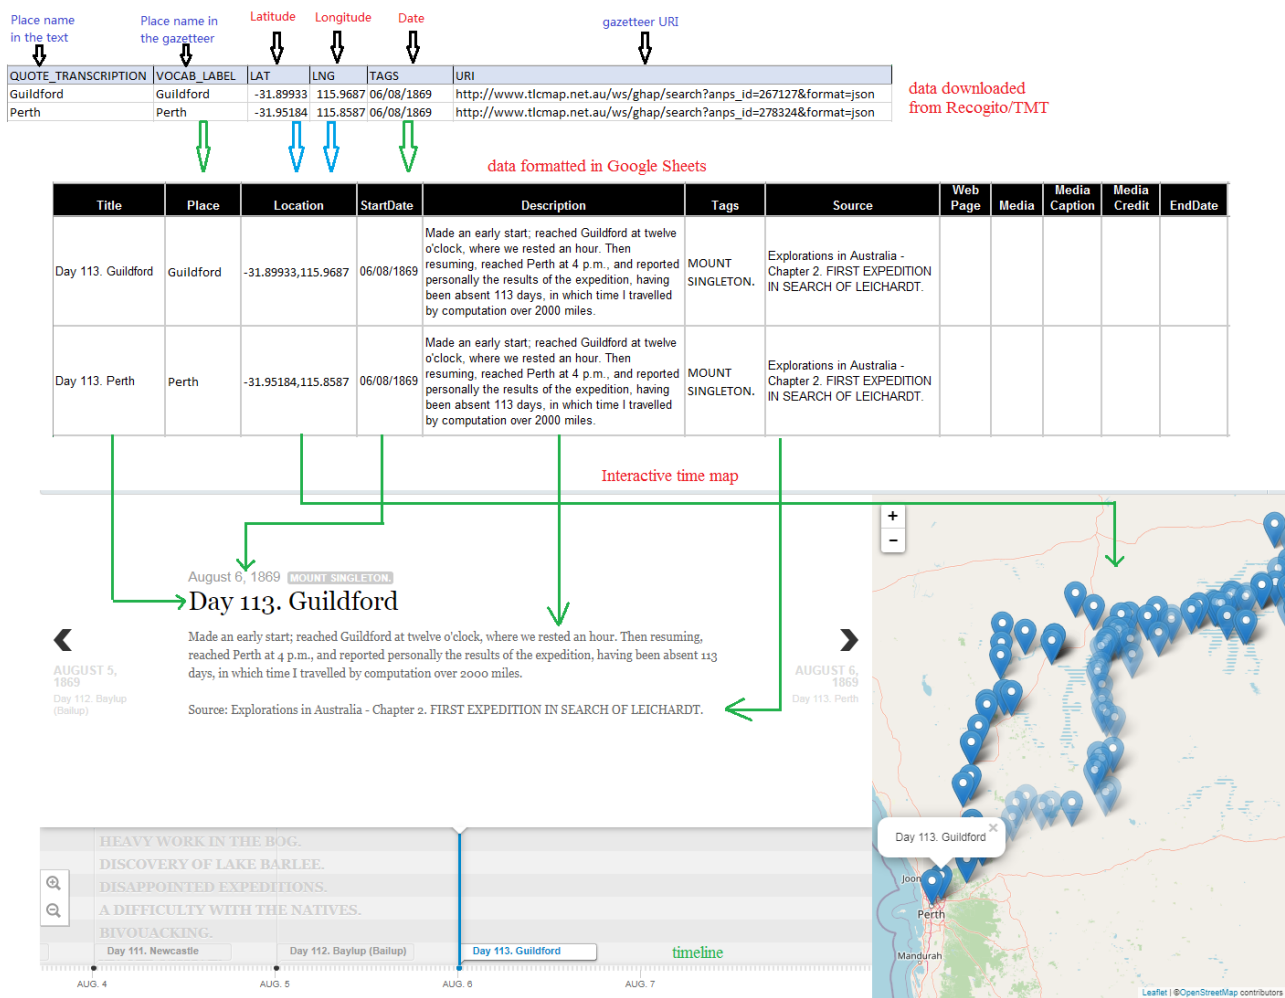 Place name
in the text
Place name in
the gazetteer
Latitude
Longitude
Date
gazetteer URI
QUOTE_TRANSCRIPTION VOCAB_LABEL LAT LNG TAGS URI
Guildford Guildford -31.89933 115.9687 06/08/1869 http://www.tlcmap.net.au/ws/ghap/search?anps_id=267127&format=json
Perth Perth -31.95184 115.8587 06/08/1869 http://www.tlcmap.net.au/ws/ghap/search?anps_id=278324&format=json
data downloaded
from Recogito/TMT
data formatted in Google Sheets
Title Place Location StartDate Description Tags Source Web Page Media Media Caption Media Credit EndDate
Day 113. Guildford
Guildford
-31.89933,115.9687
06/08/1869
Made an early start; reached Guildford at twelve
o'clock, where we rested an hour. Then
resuming, reached Perth at 4 p.m., and reported
personally the results of the expedition, having
been absent 113 days, in which time I travelled
by computation over 2000 miles.
MOUNT
SINGLETON.
Explorations in Australia -
Chapter 2. FIRST EXPEDITION
IN SEARCH OF LEICHARDT.
Day 113. Perth
Perth
-31.95184,115.8587
06/08/1869
Made an early start; reached Guildford at twelve
o'clock, where we rested an hour. Then
resuming, reached Perth at 4 p.m., and reported
personally the results of the expedition, having
been absent 113 days, in which time I travelled
by computation over 2000 miles.
MOUNT
SINGLETON.
Explorations in Australia -
Chapter 2. FIRST EXPEDITION
IN SEARCH OF LEICHARDT.
Interactive time map
August 6, 1869 MOUNT SINGLETON.
Day 113. Guildford
Made an early start; reached Guildford at twelve o'clock, where we rested an hour. Then resuming,
reached Perth at 4 p.m., and reported personally the results of the expedition, having been absent 113
days, in which time I travelled by computation over 2000 miles.
Source: Explorations in Australia - Chapter 2. FIRST EXPEDITION IN SEARCH OF LEICHARDT.
AUGUST 5,
1869
Day 112. Baylup
(Bailup)
AUGUST 6,
1869
Day 113. Perth
HEAVY WORK IN THE BOG.
DISCOVERY OF LAKE BARLEE.
DISAPPOINTED EXPEDITIONS.
A DIFFICULTY WITH THE NATIVES.
BIVOUACKING.
Day 111. Newcastle
Day 112. Baylup (Bailup)
Day 113. Guildford
timeline
AUG. 4
AUG. 5
AUG. 6
AUG. 7
+
−
Day 113. Guildford
×
Joon
Perth
Mandurah
Leaflet | ©OpenStreetMap contributors